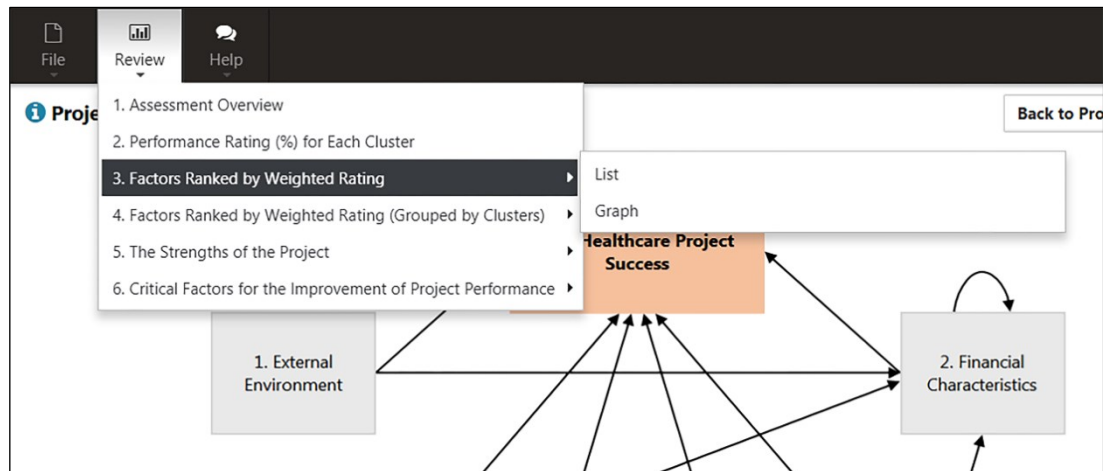 File
Review
Help
Proje
Back to Pro
1. Assessment Overview
2. Performance Rating (%) for Each Cluster
3. Factors Ranked by Weighted Rating
4. Factors Ranked by Weighted Rating (Grouped by Clusters)
5. The Strengths of the Project
6. Critical Factors for the Improvement of Project Performance
List
Graph
Healthcare Project
Success
1. External
Environment
2. Financial
Characteristics